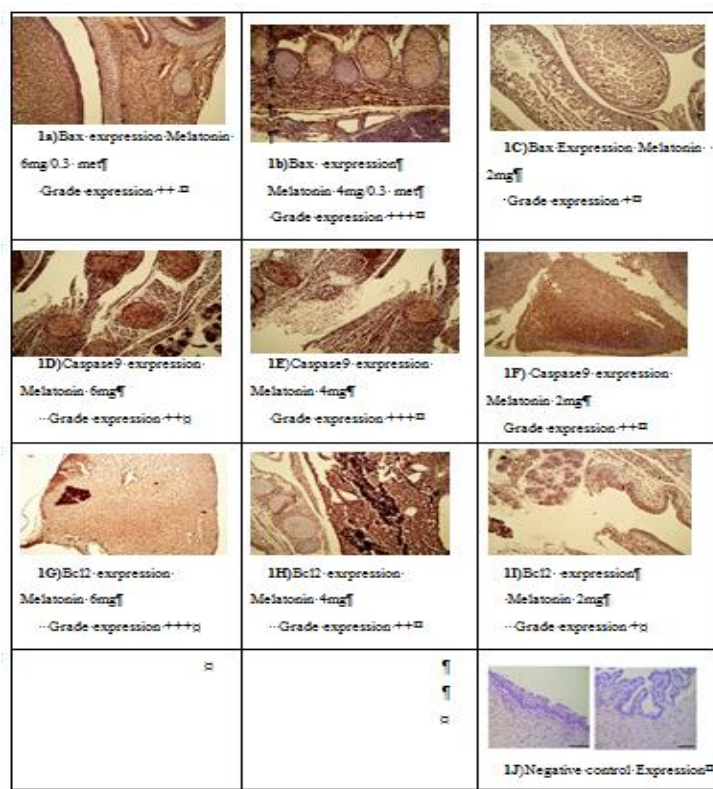 1a)Bax·exrpression·Melatonin·
6mg/0.3·met¶
·Grade·expression·++·¤
1b)Bax··exrpression¶
Melatonin·4mg/0.3·met¶
·Grade·expression·+++¤
1C)Bax·Exrpression·Melatonin··
2mg¶
·Grade·expression·+¤
1D)Caspase9·exrpression·
Melatonin·6mg¶
··Grade·expression·++¤
1E)Caspase9·exrpression·
Melatonin·4mg¶
·Grade·expression·+++¤
1F)·Caspase9·exrpression·
Melatonin·2mg¶
Grade·expression·++¤
1G)Bcl2·exrpression·
Melatonin·6mg¶
··Grade·expression·+++¤
1H)Bcl2·exrpression·
Melatonin·4mg¶
··Grade·expression·++¤
1I)Bcl2··exrpression¶
·Melatonin·2mg¶
··Grade·expression·+¤
¤
¶
¶
¤
1J)Negative·control·Expression¤